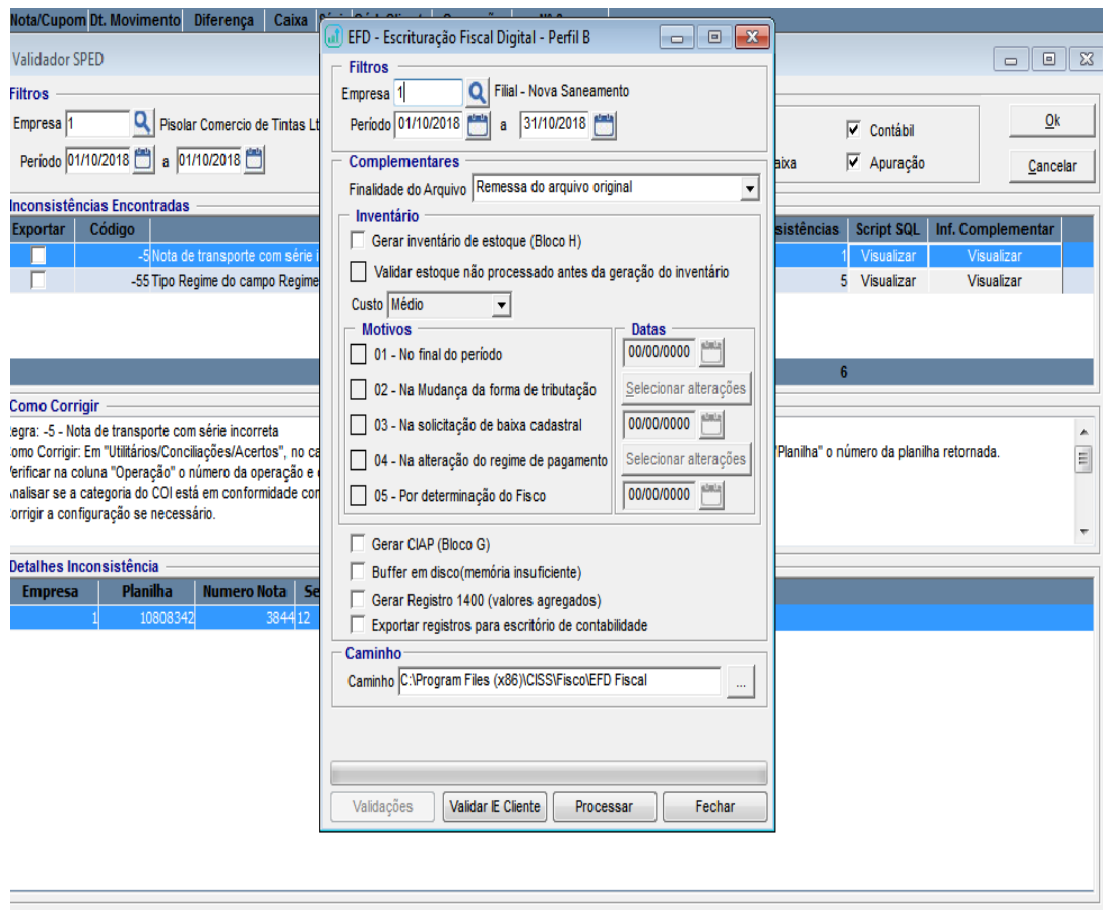 Nota/Cupom Dt. Movimento Diferença Caixa
EFD - Escrituração Fiscal Digital - Perfil B
Validador SPED
Filtros
Empresa 1 Pisolar Comercio de Tintas Lt
Período 01/10/2018 a 01/10/2018
Contábil
Apuração
aixa
Ok
Cancelar
Filtros
Empresa 1 Filial - Nova Saneamento
Período 01/10/2018 a 31/10/2018
Complementares
Finalidade do Arquivo Remessa do arquivo original
Inventário
Gerar inventário de estoque (Bloco H)
Validar estoque não processado antes da geração do inventário
Custo Médio
Motivos
Datas
01 - No final do período 00/00/0000
02 - Na Mudança da forma de tributação Selecionar alterações
03 - Na solicitação de baixa cadastral 00/00/0000
04 - Na alteração do regime de pagamento Selecionar alterações
05 - Por determinação do Fisco 00/00/0000
Gerar CIAP (Bloco G)
Buffer em disco(memória insuficiente)
Gerar Registro 1400 (valores agregados)
Exportar registros para escritório de contabilidade
Caminho
Caminho C:\Program Files (x86)\CISS\Fisco\EFD Fiscal ...
Validações Validar IE Cliente Processar Fechar
Inconsistências Encontradas
Exportar Código sistências Script SQL Inf. Complementar
-5 Nota de transporte com série i 1 Visualizar Visualizar
-55 Tipo Regime do campo Regime 5 Visualizar Visualizar
6
Como Corrigir
egra: -5 - Nota de transporte com série incorreta
omo Corrigir: Em "Utilitários/Conciliações/Acertos", no ca "Planilha" o número da planilha retornada.
erificar na coluna "Operação" o número da operação e
nalisar se a categoria do COI está em conformidade con
orrigir a configuração se necessário.
Detalhes Inconsistência
Empresa Planilha Numero Nota Se
1 10808342 3844 12